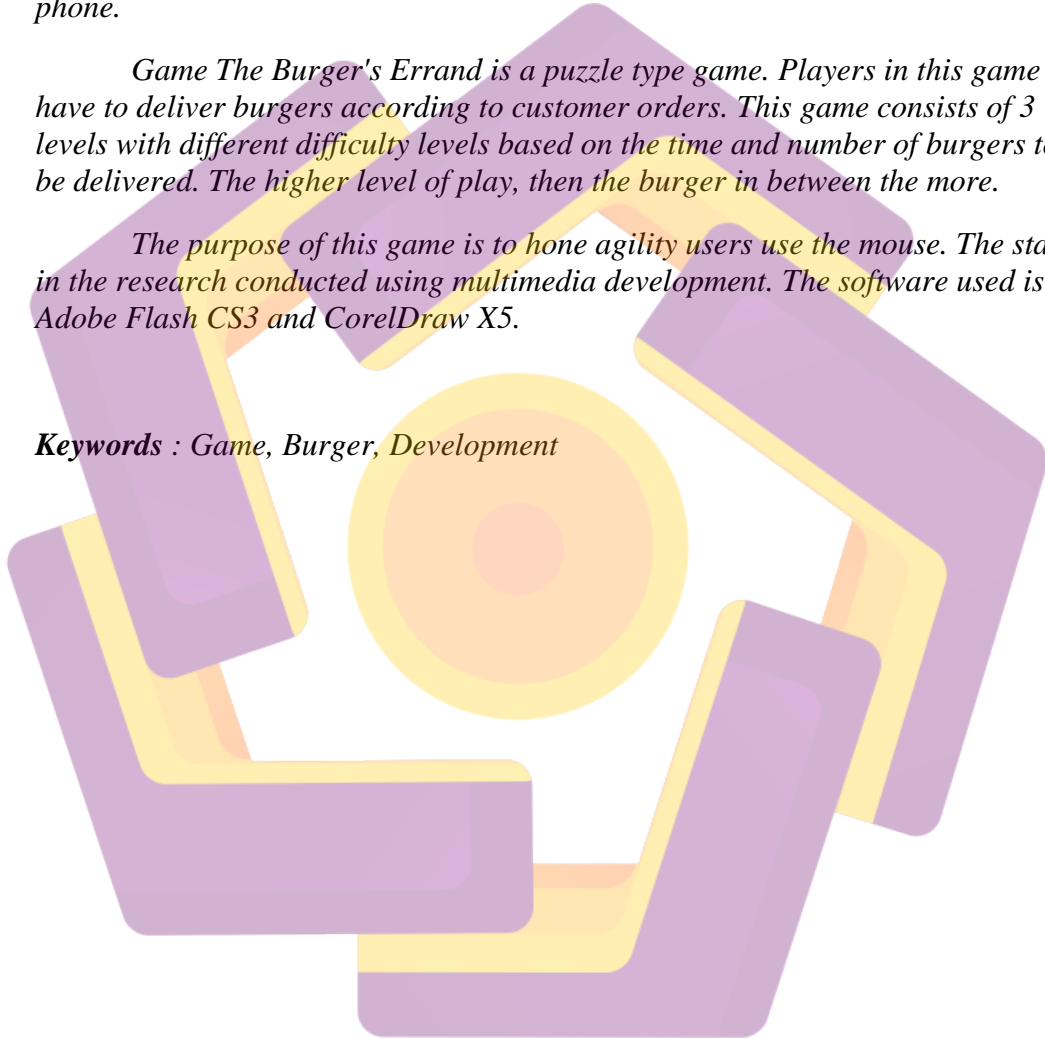 phone.
Game The Burger's Errand is a puzzle type game. Players in this game
have to deliver burgers according to customer orders. This game consists of 3
levels with different difficulty levels based on the time and number of burgers
be delivered. The higher level of play, then the burger in between the more.
The purpose of this game is to hone agility users use the mouse. The
in the research conducted using multimedia development. The software used is
Adobe Flash CS3 and CorelDraw X5.
Keywords : Game, Burger, Development